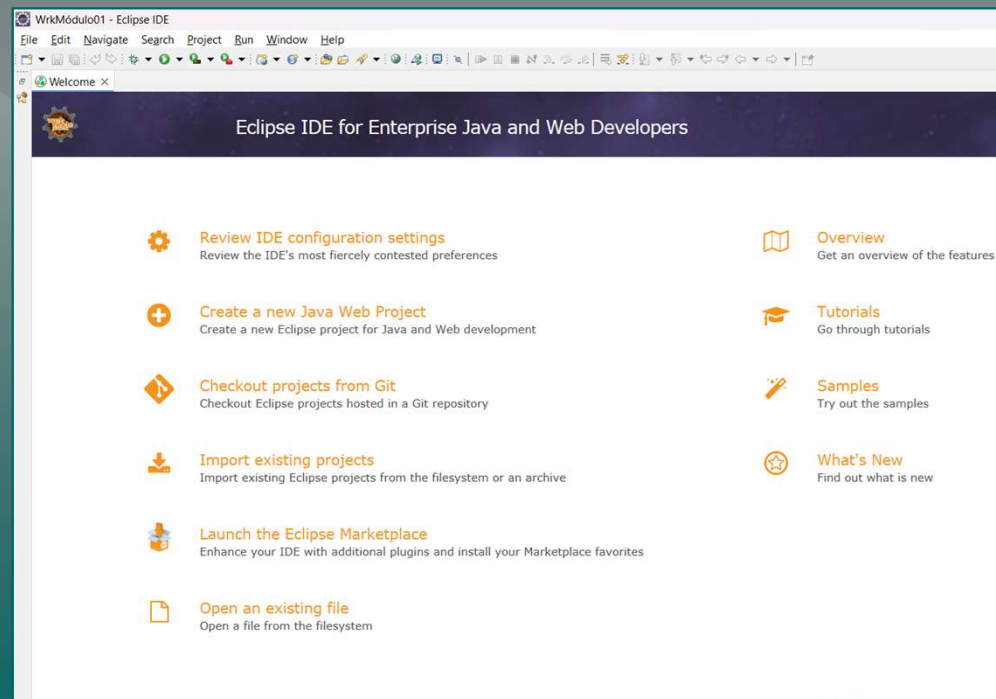 WrkMódulo01 - Eclipse IDE
File Edit Navigate Search Project Run Window Help
Welcome
Eclipse IDE for Enterprise Java and Web Developers
Review IDE configuration settings
Review the IDE's most fiercely contested preferences
Create a new Java Web Project
Create a new Eclipse project for Java and Web development
Checkout projects from Git
Checkout Eclipse projects hosted in a Git repository
Import existing projects
Import existing Eclipse projects from the filesystem or an archive
Launch the Eclipse Marketplace
Enhance your IDE with additional plugins and install your Marketplace favorites
Open an existing file
Open a file from the filesystem
Overview
Get an overview of the features
Tutorials
Go through tutorials
Samples
Try out the samples
What's New
Find out what is new